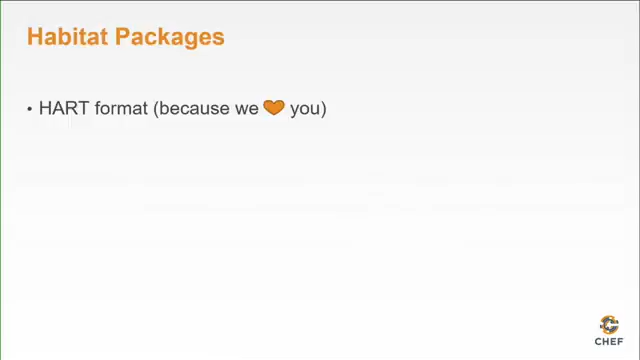 Habitat Packages
• HART format (because we 🧡 you)
CHEF